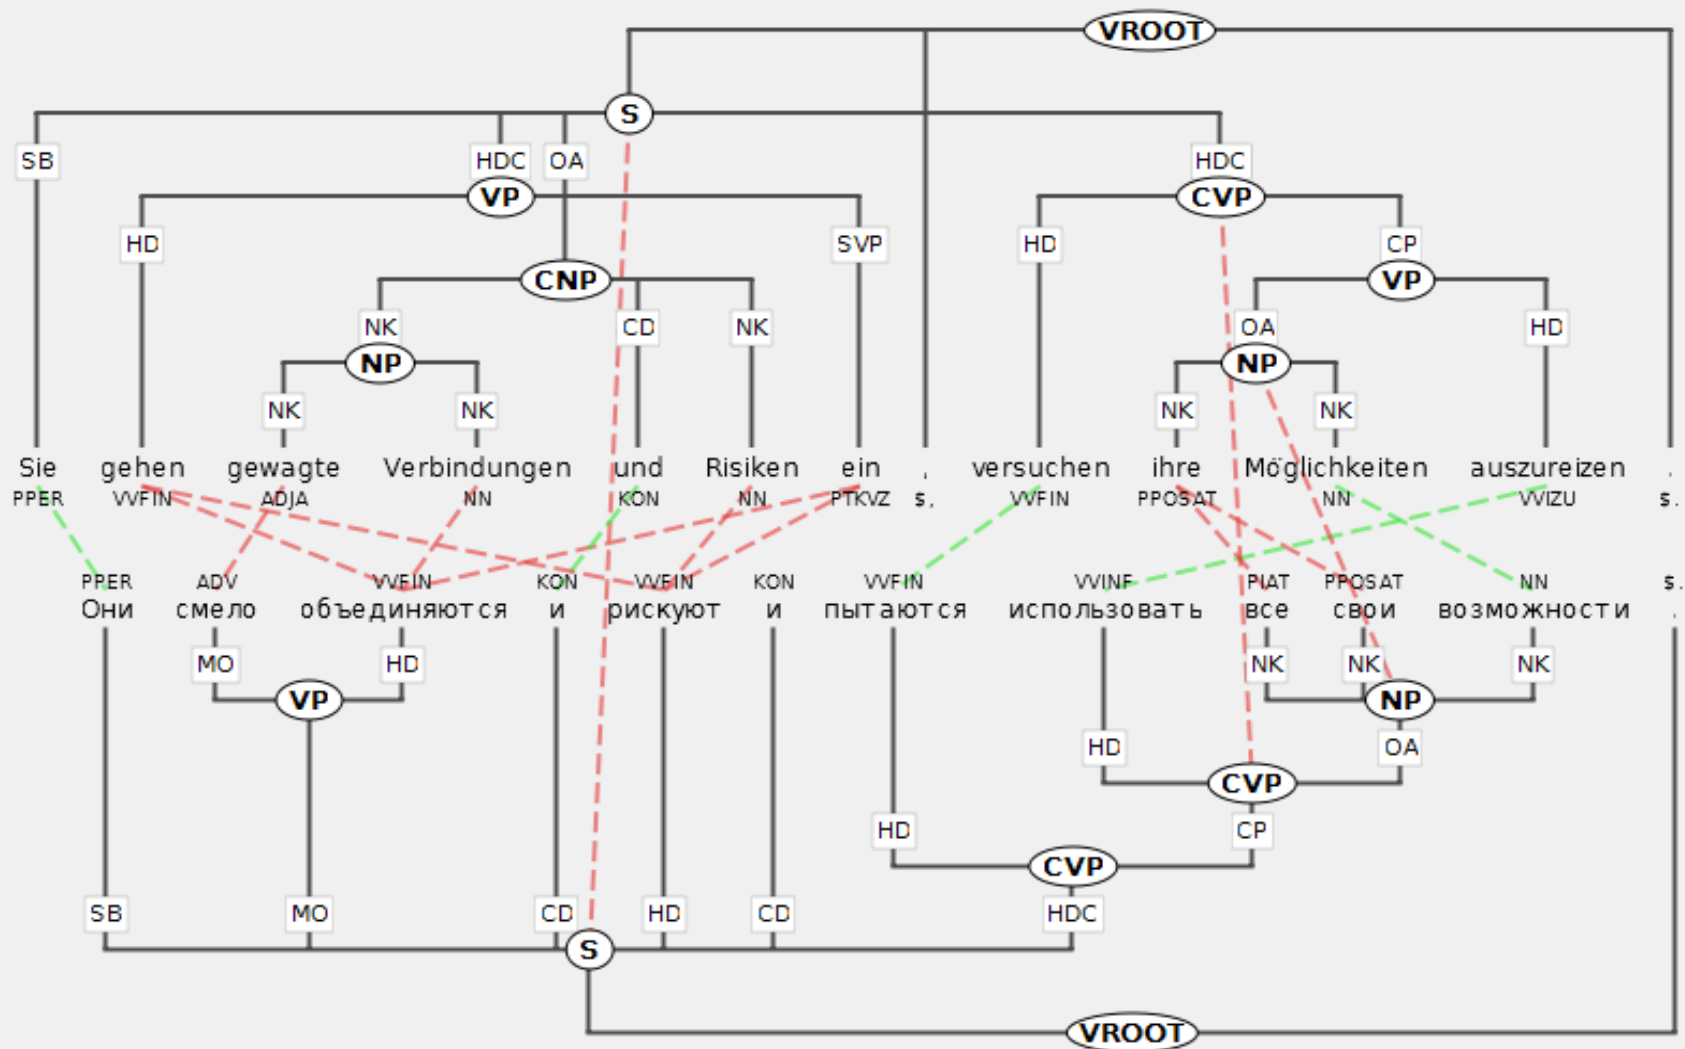 VROOT
S
SB HDC OA HDC
VP CVP
HD SVP HD CP
CNP VP
NK CD NK OA HD
NP NP
NK NK NK NK
Sie gehen gewagte Verbindungen und Risiken ein , versuchen ihre Möglichkeiten auszureizen .
PPER VVFIN ADJA NN KON NN PTKVZ $, VVFIN PPOSAT NN VVIZU $.
PPER ADV VVFIN KON VVFIN KON VVFIN VVINF PIAT PPOSAT NN $.
Они смело объединяются и рискуют и пытаются использовать все свои возможности .
MO HD NK NK NK
VP NP
HD OA
CVP
HD CP
CVP
SB MO CD HD CD HDC
S
VROOT